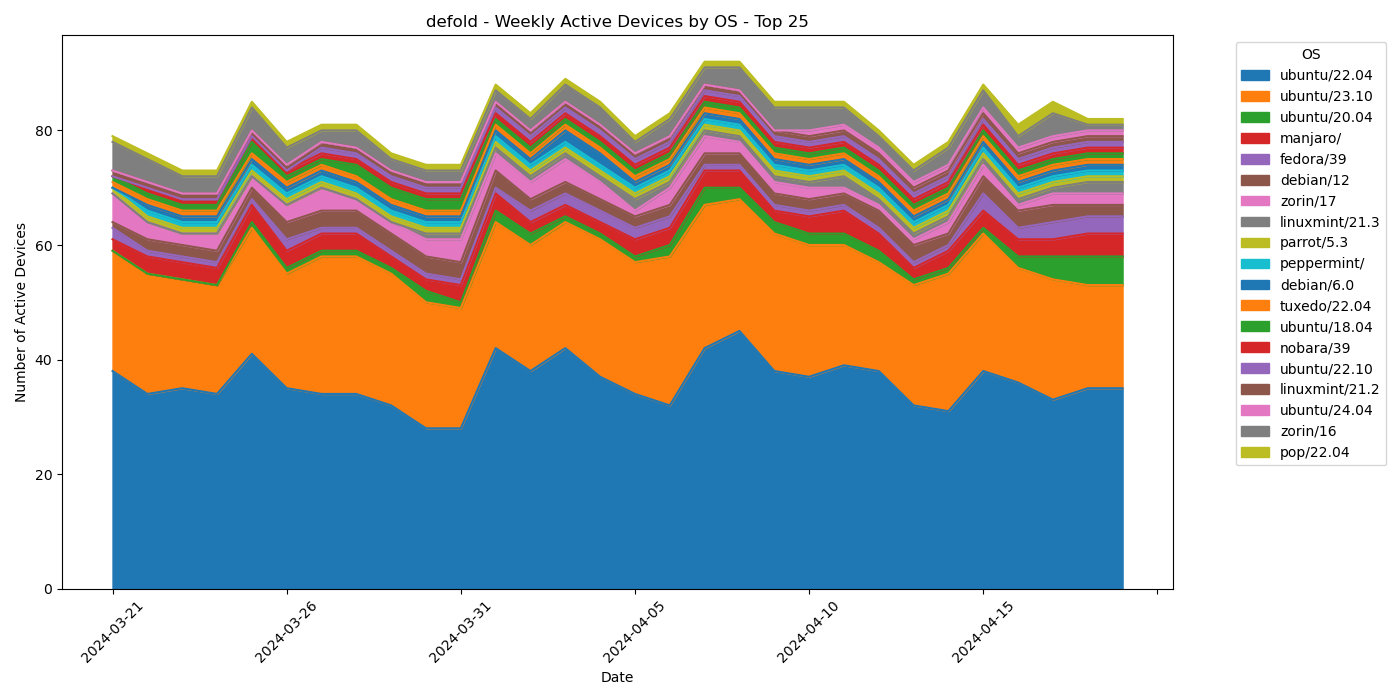 defold - Weekly Active Devices by OS - Top 25
Number of Active Devices
80
60
40
20
0
2024-03-21
2024-03-26
2024-03-31
2024-04-05
2024-04-10
2024-04-15
Date
OS
ubuntu/22.04
ubuntu/23.10
ubuntu/20.04
manjaro/
fedora/39
debian/12
zorin/17
linuxmint/21.3
parrot/5.3
peppermint/
debian/6.0
tuxedo/22.04
ubuntu/18.04
nobara/39
ubuntu/22.10
linuxmint/21.2
ubuntu/24.04
zorin/16
pop/22.04